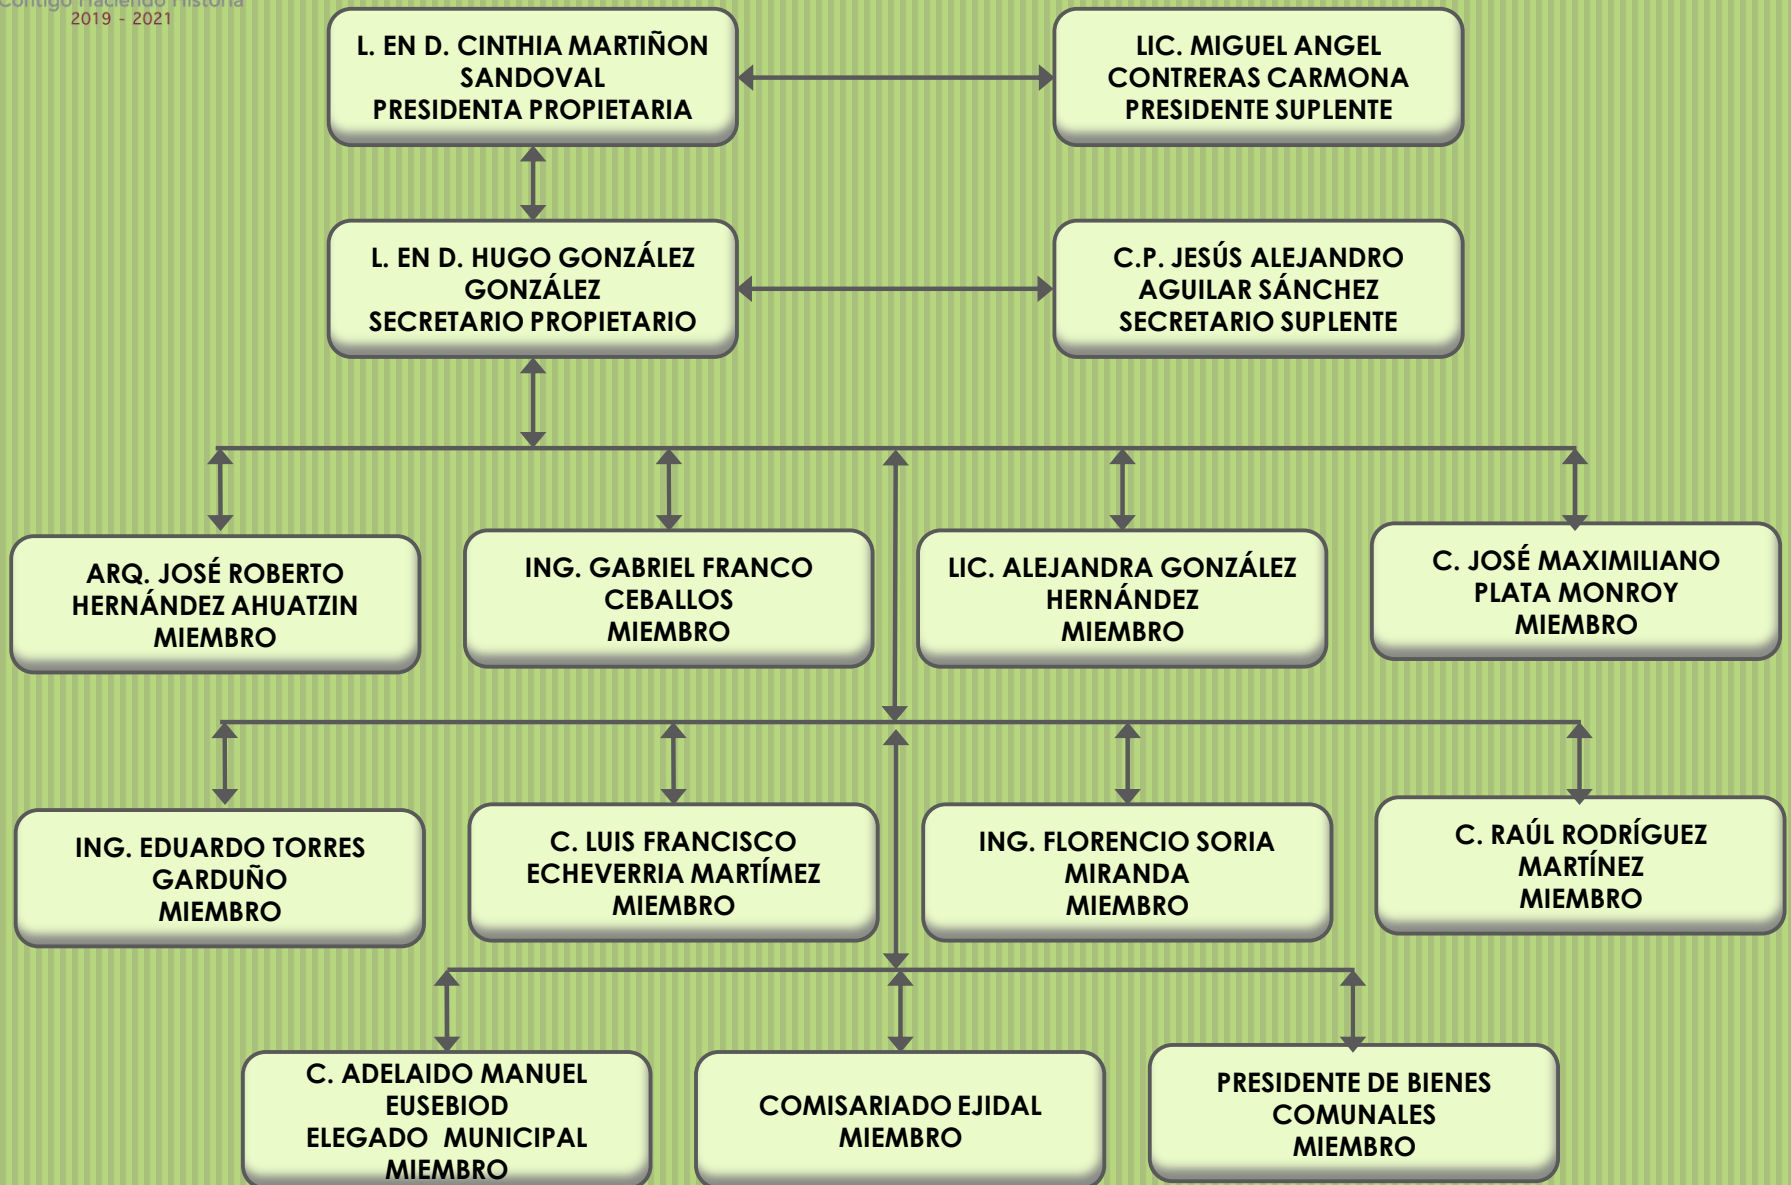 Contigo Haciendo Historia
2019 - 2021
L. EN D. CINTHIA MARTIÑON
SANDOVAL
PRESIDENTA PROPIETARIA
LIC. MIGUEL ANGEL
CONTRERAS CARMONA
PRESIDENTE SUPLENTE
L. EN D. HUGO GONZÁLEZ
GONZÁLEZ
SECRETARIO PROPIETARIO
C.P. JESÚS ALEJANDRO
AGUILAR SÁNCHEZ
SECRETARIO SUPLENTE
ARQ. JOSÉ ROBERTO
HERNÁNDEZ AHUATZIN
MIEMBRO
ING. GABRIEL FRANCO
CEBALLOS
MIEMBRO
LIC. ALEJANDRA GONZÁLEZ
HERNÁNDEZ
MIEMBRO
C. JOSÉ MAXIMILIANO
PLATA MONROY
MIEMBRO
ING. EDUARDO TORRES
GARDUÑO
MIEMBRO
C. LUIS FRANCISCO
ECHEVERRIA MARTÍMEZ
MIEMBRO
ING. FLORENCIO SORIA
MIRANDA
MIEMBRO
C. RAÚL RODRÍGUEZ
MARTÍNEZ
MIEMBRO
C. ADELAIDO MANUEL
EUSEBIOD
ELEGADO MUNICIPAL
MIEMBRO
COMISARIADO EJIDAL
MIEMBRO
PRESIDENTE DE BIENES
COMUNALES
MIEMBRO